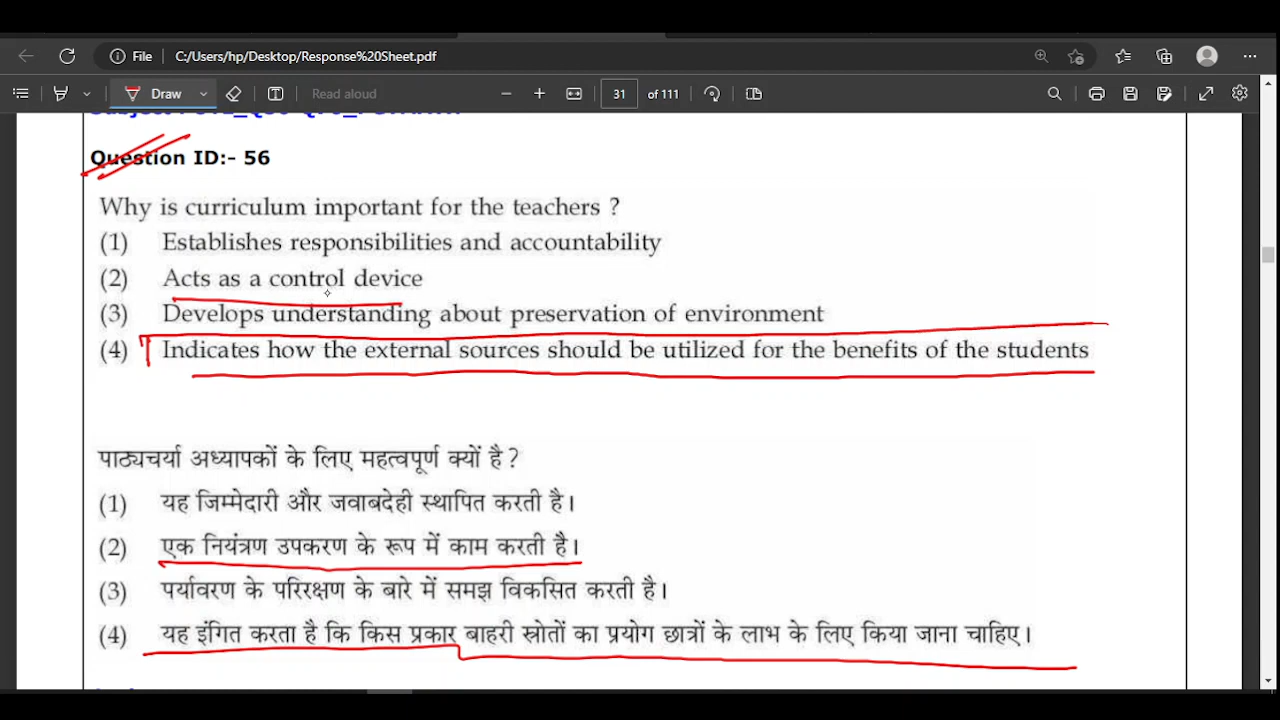 File C:/Users/hp/Desktop/Response%20Sheet.pdf
Draw Read aloud 31 of 111
Question ID:- 56
Why is curriculum important for the teachers ?
(1) Establishes responsibilities and accountability
(2) Acts as a control device
(3) Develops understanding about preservation of environment
(4) Indicates how the external sources should be utilized for the benefits of the students
पाठ्यचर्या अध्यापकों के लिए महत्वपूर्ण क्यों है ?
(1) यह जिम्मेदारी और जवाबदेही स्थापित करती है।
(2) एक नियंत्रण उपकरण के रूप में काम करती है।
(3) पर्यावरण के परिरक्षण के बारे में समझ विकसित करती है।
(4) यह इंगित करता है कि किस प्रकार बाहरी स्रोतों का प्रयोग छात्रों के लाभ के लिए किया जाना चाहिए।